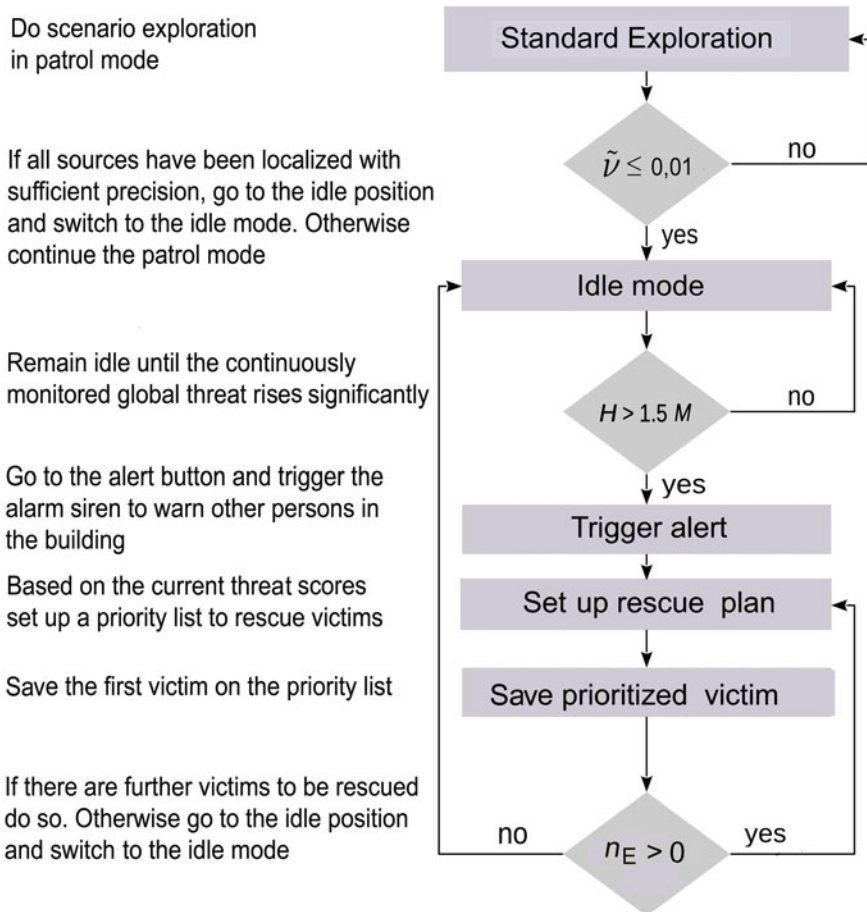 Do scenario exploration
in patrol mode
Standard Exploration
ν̃ ≤ 0,01
no
If all sources have been localized with
sufficient precision, go to the idle position
and switch to the idle mode. Otherwise
continue the patrol mode
yes
Idle mode
Remain idle until the continuously
monitored global threat rises significantly
H > 1.5 M
no
yes
Go to the alert button and trigger the
alarm siren to warn other persons in
the building
Trigger alert
Based on the current threat scores
set up a priority list to rescue victims
Set up rescue plan
Save the first victim on the priority list
Save prioritized victim
If there are further victims to be rescued
do so. Otherwise go to the idle position
and switch to the idle mode
no
nE > 0
yes